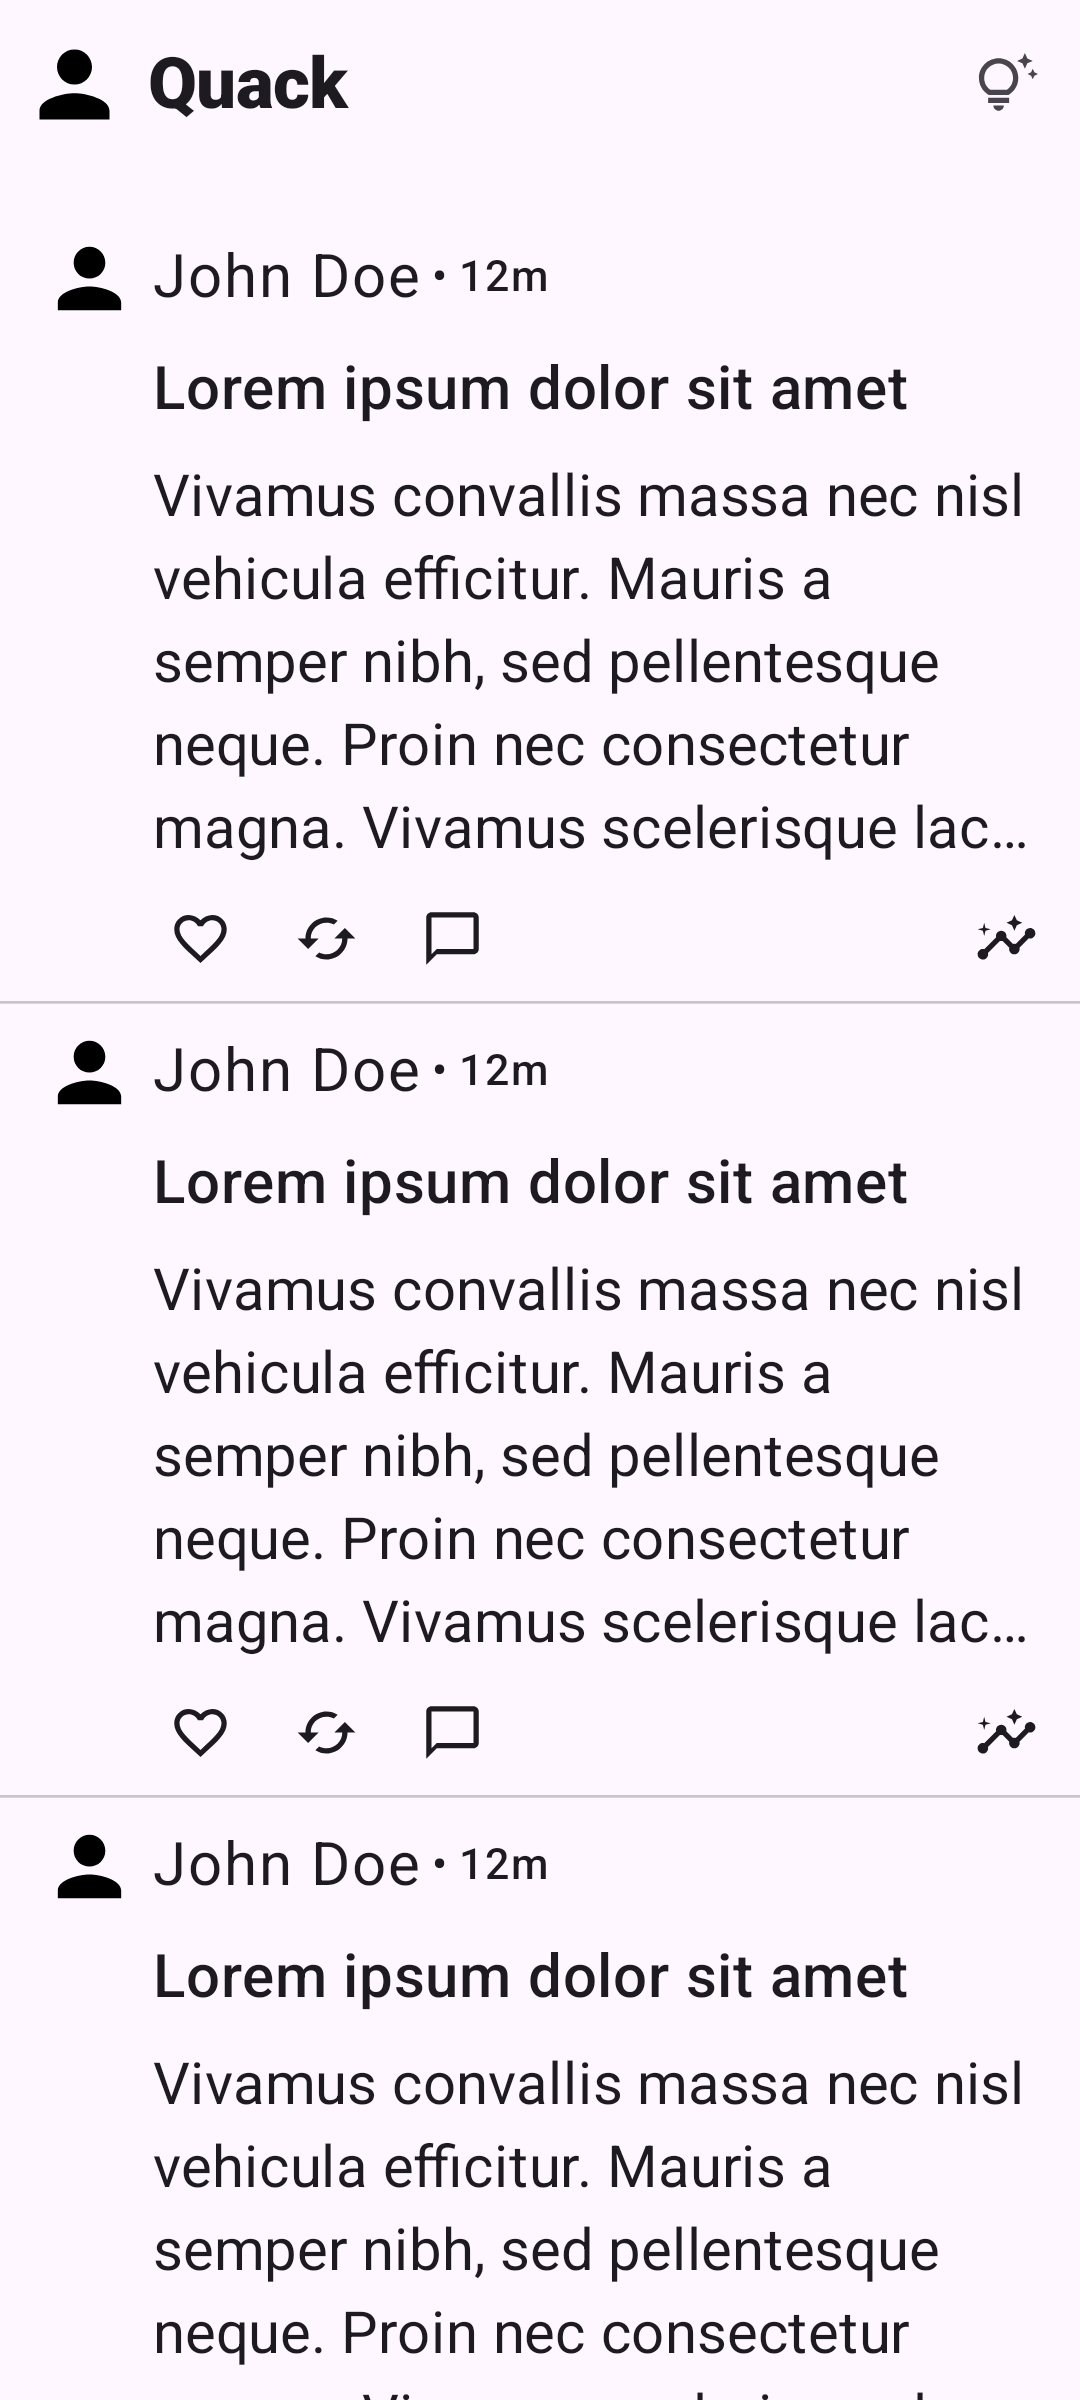 Quack
John Doe • 12m
Lorem ipsum dolor sit amet
Vivamus convallis massa nec nisl
vehicula efficitur. Mauris a
semper nibh, sed pellentesque
neque. Proin nec consectetur
magna. Vivamus scelerisque lac…
John Doe • 12m
Lorem ipsum dolor sit amet
Vivamus convallis massa nec nisl
vehicula efficitur. Mauris a
semper nibh, sed pellentesque
neque. Proin nec consectetur
magna. Vivamus scelerisque lac…
John Doe • 12m
Lorem ipsum dolor sit amet
Vivamus convallis massa nec nisl
vehicula efficitur. Mauris a
semper nibh, sed pellentesque
neque. Proin nec consectetur